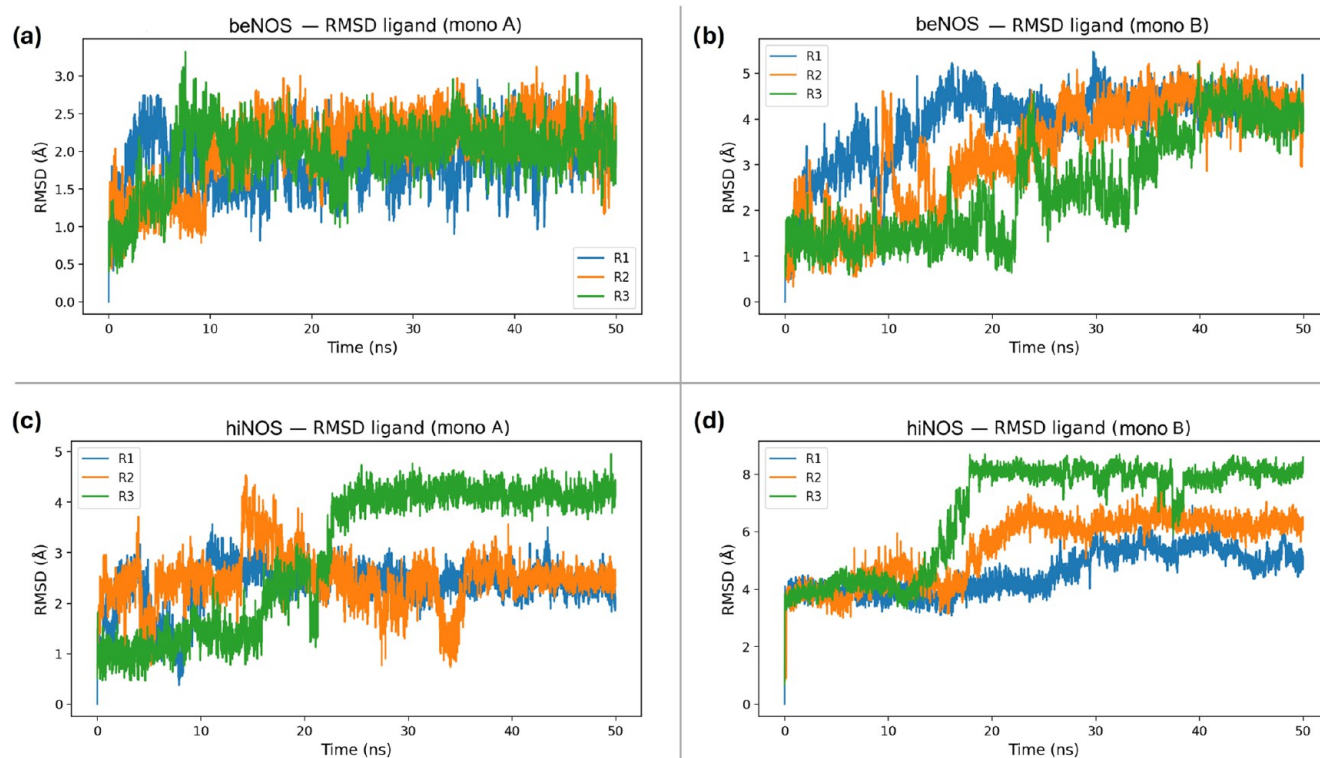 (a)
beNOS — RMSD ligand (mono A)
3.0
2.5
2.0
1.5
1.0
0.5
0.0
RMSD (Å)
R1
R2
R3
0 10 20 30 40 50
Time (ns)
(b)
beNOS — RMSD ligand (mono B)
R1
R2
R3
5
4
3
2
1
0
RMSD (Å)
0 10 20 30 40 50
Time (ns)
(c)
hiNOS — RMSD ligand (mono A)
R1
R2
R3
5
4
3
2
1
0
RMSD (Å)
0 10 20 30 40 50
Time (ns)
(d)
hiNOS — RMSD ligand (mono B)
R1
R2
R3
8
6
4
2
0
RMSD (Å)
0 10 20 30 40 50
Time (ns)